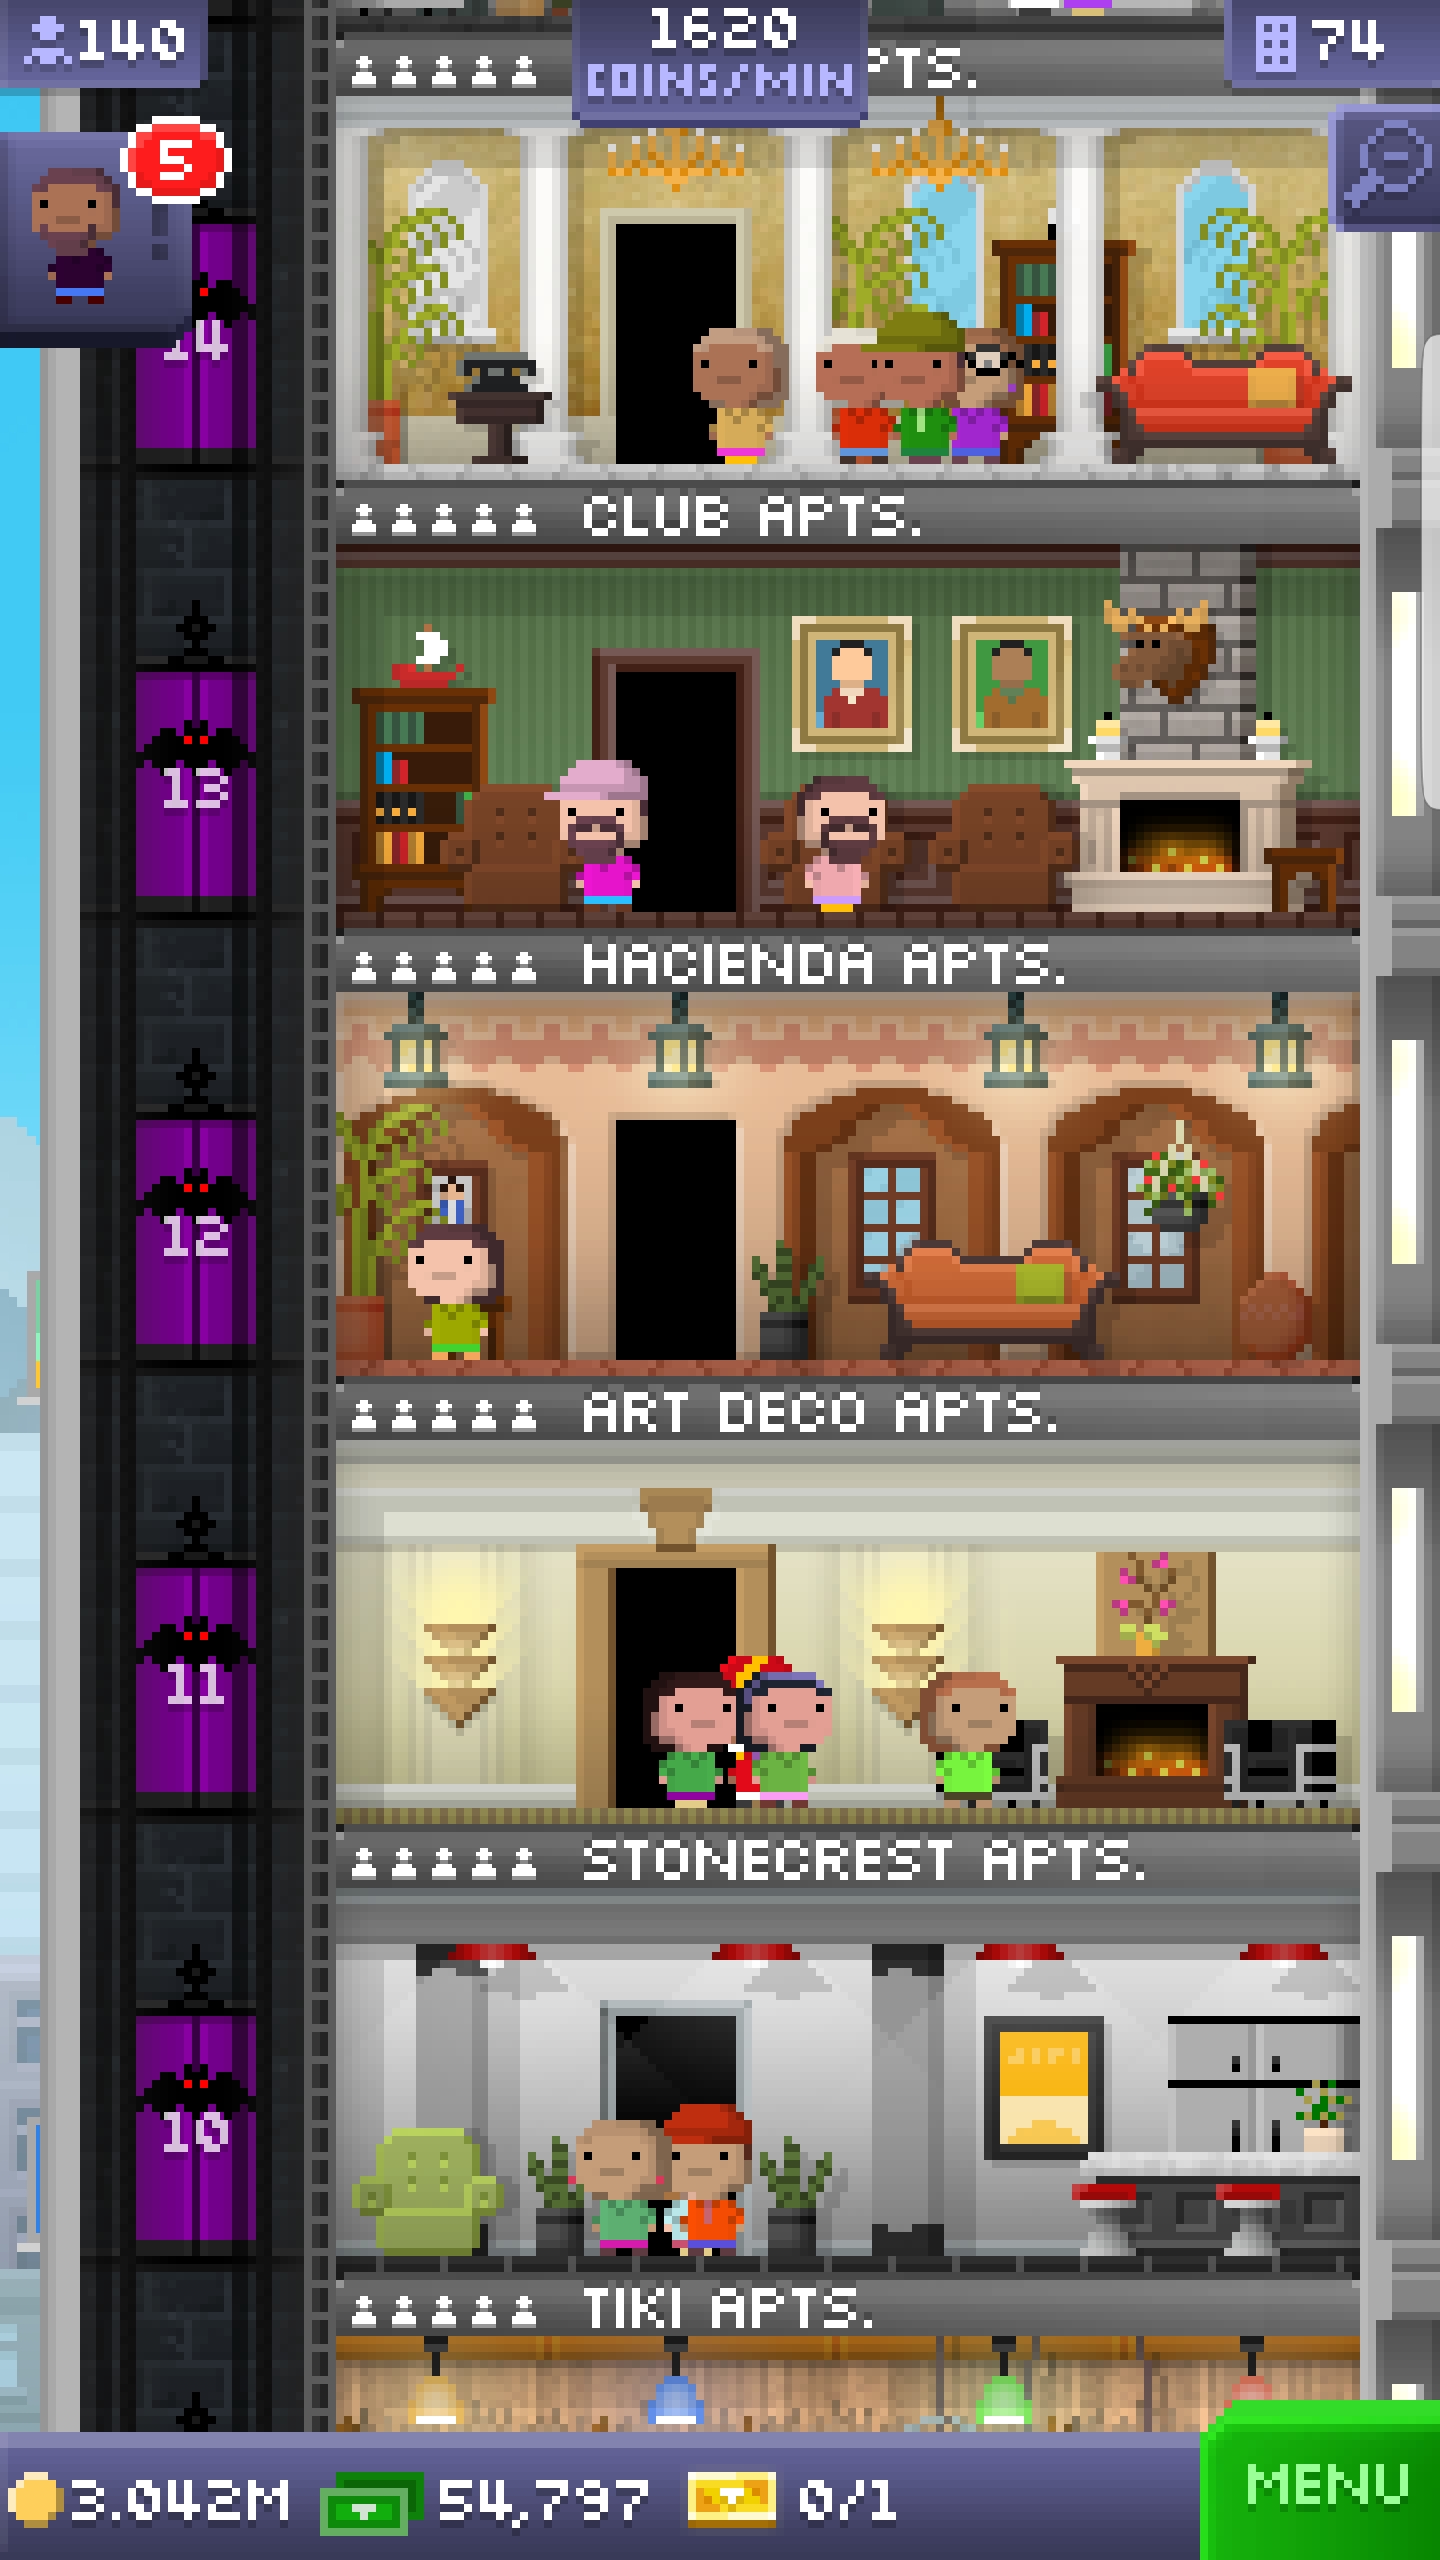 140
1620
COINS/MIN
74
PTS.
5
14
CLUB APTS.
13
HACIENDA APTS.
12
ART DECO APTS.
11
STONECREST APTS.
10
TIKI APTS.
3.042M
54,797
0/1
MENU